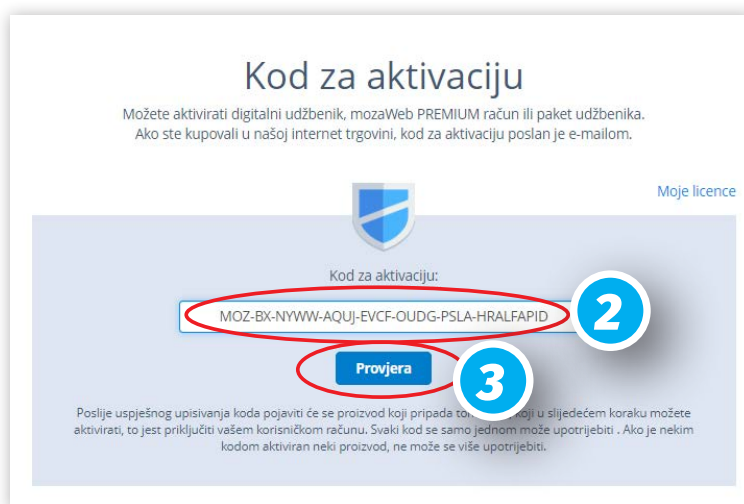 Kod za aktivaciju
Možete aktivirati digitalni udžbenik, mozaWeb PREMIUM račun ili paket udžbenika.
Ako ste kupovali u našoj internet trgovini, kod za aktivaciju poslan je e-mailom.
Moje licence
Kod za aktivaciju:
MOZ-BX-NYWW-AQUJ-EVCF-OUDG-PSLA-HRALFAPID
2
Provjera
3
Poslije uspješnog upisivanja koda pojaviti će se proizvod koji pripada koji u slijedećem koraku možete
aktivirati, to jest priključiti vašem korisničkom računu. Svaki kod se samo jednom može upotrijebiti . Ako je nekim
kodom aktiviran neki proizvod, ne može se više upotrijebiti.